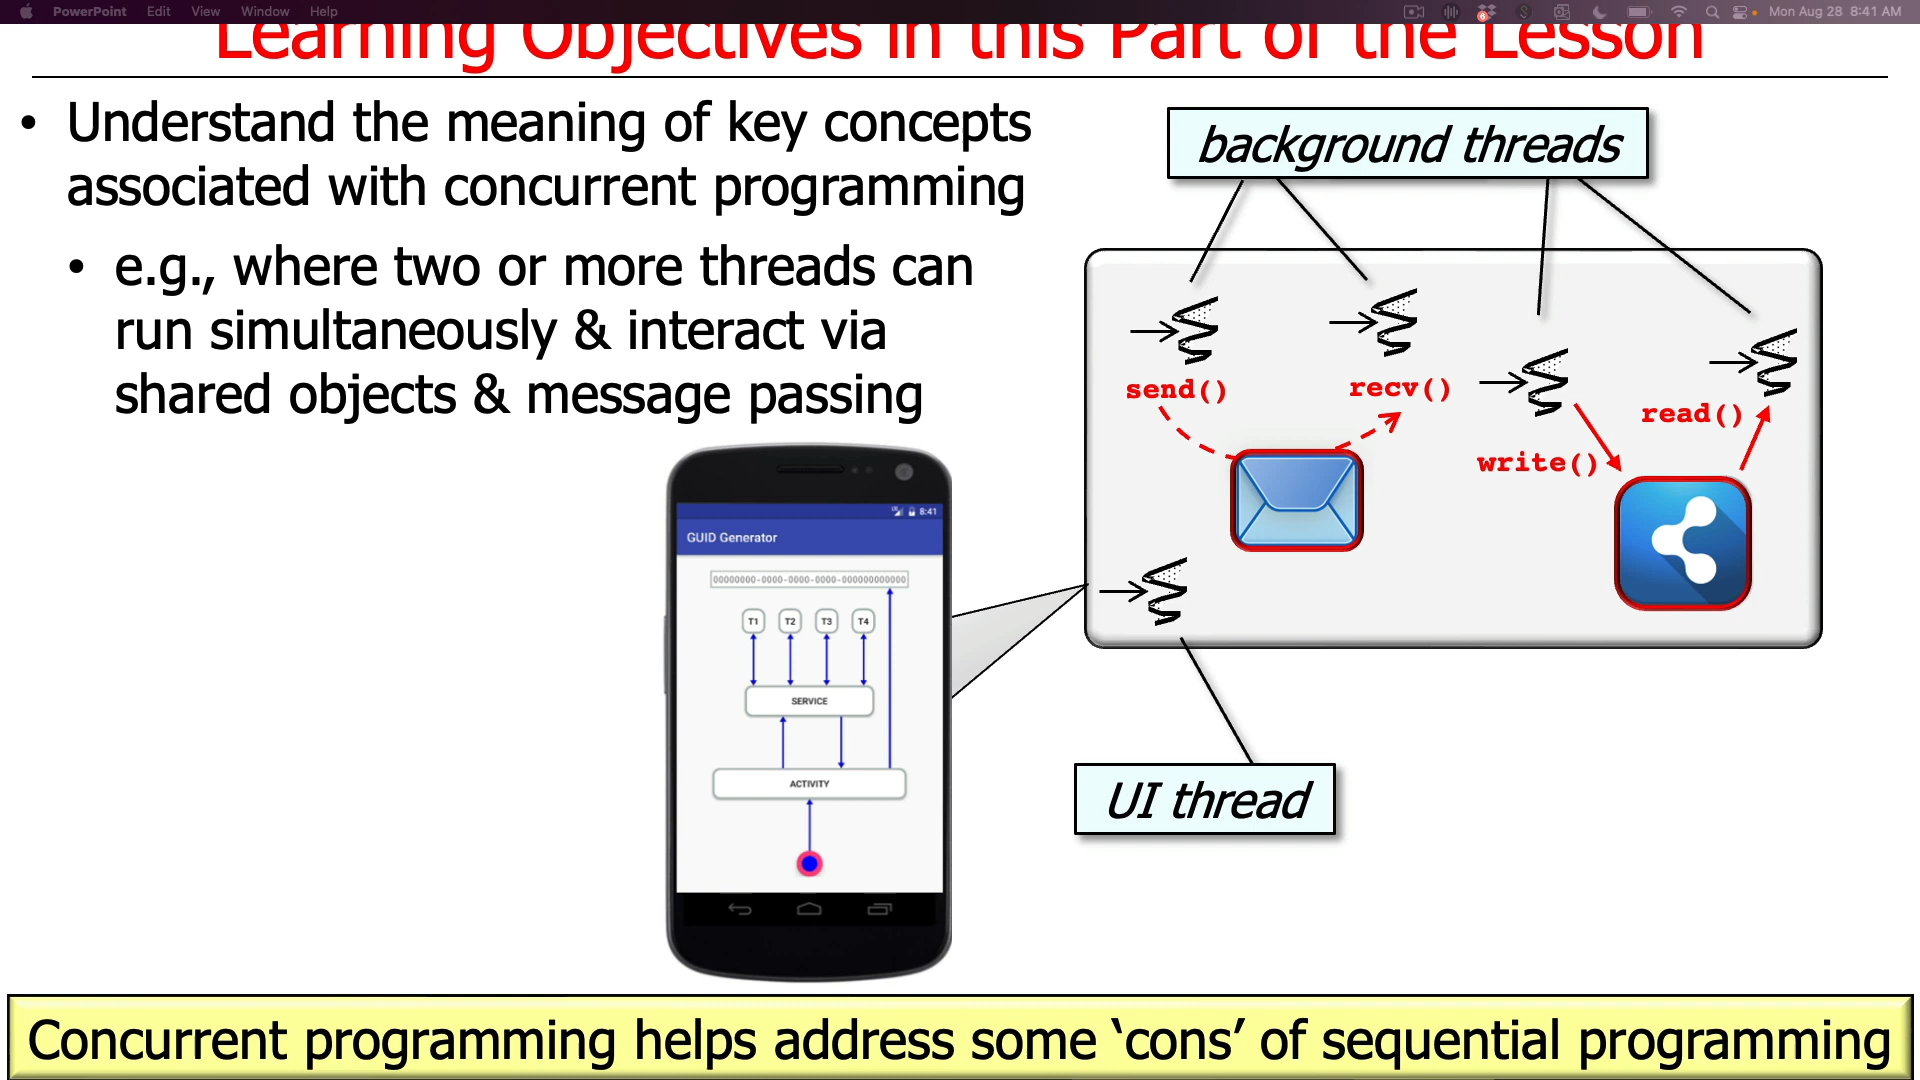 PowerPoint Edit View Window Help
Mon Aug 28 8:41 AM
Learning Objectives in this Part of the Lesson
• Understand the meaning of key concepts
associated with concurrent programming
• e.g., where two or more threads can
run simultaneously & interact via
shared objects & message passing
background threads
send()
recv()
read()
write()
UI thread
8:41
GUID Generator
00000000-0000-0000-0000-000000000000
T1 T2 T3 T4
SERVICE
ACTIVITY
Concurrent programming helps address some ‘cons’ of sequential programming